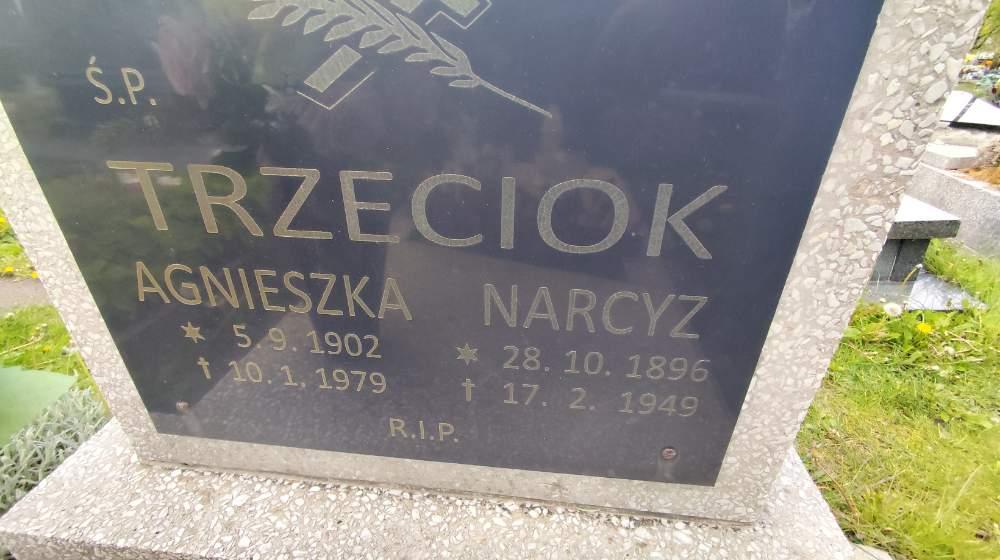 Ś.P.
TRZECIOK
AGNIESZKA
* 5. 9. 1902
† 10. 1. 1979
NARCYZ
* 28. 10. 1896
† 17. 2. 1949
R.I.P.